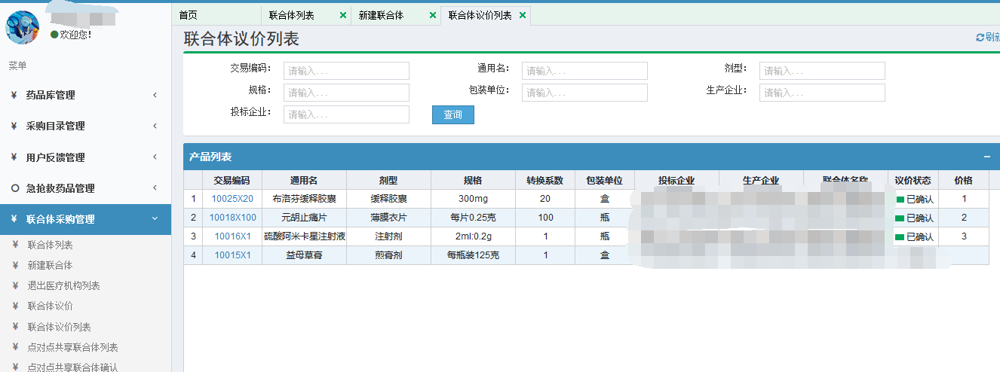 首页
联合体列表
新建联合体
联合体议价列表
欢迎您!
联合体议价列表
刷新
菜单
交易编码:
请输入...
通用名:
请输入...
剂型:
请输入...
规格:
请输入...
包装单位:
请输入...
生产企业:
请输入...
投标企业:
请输入...
查询
¥ 药品库管理
¥ 采购目录管理
¥ 用户反馈管理
急抢救药品管理
¥ 联合体采购管理
¥ 联合体列表
¥ 新建联合体
¥ 退出医疗机构列表
¥ 联合体议价
¥ 联合体议价列表
¥ 点对点共享联合体列表
¥ 点对点共享联合体确认
产品列表
交易编码 通用名 剂型 规格 转换系数 包装单位 投标企业 生产企业 联合体名称 议价状态 价格
1 10025X20 布洛芬缓释胶囊 缓释胶囊 300mg 20 盒 已确认 1
2 10018X100 元胡止痛片 薄膜衣片 每片0.25克 100 瓶 已确认 2
3 10016X1 硫酸阿米卡星注射液 注射剂 2ml:0.2g 1 瓶 已确认 3
4 10015X1 益母草膏 煎膏剂 每瓶装125克 1 盒